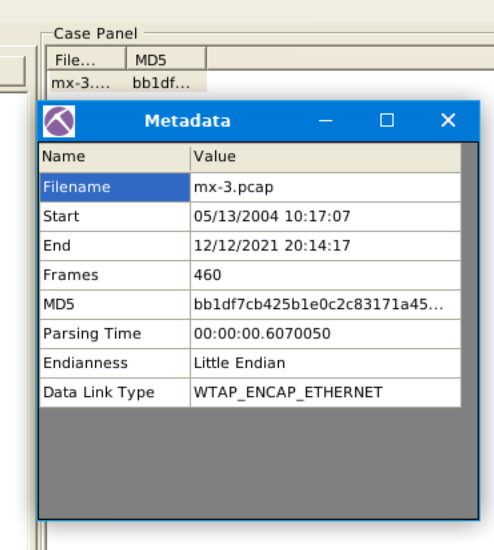 Case Panel
File... MD5
mx-3.... bb1df...
Metadata
Name Value
Filename mx-3.pcap
Start 05/13/2004 10:17:07
End 12/12/2021 20:14:17
Frames 460
MD5 bb1df7cb425b1e0c2c83171a45...
Parsing Time 00:00:00.6070050
Endianness Little Endian
Data Link Type WTAP_ENCAP_ETHERNET